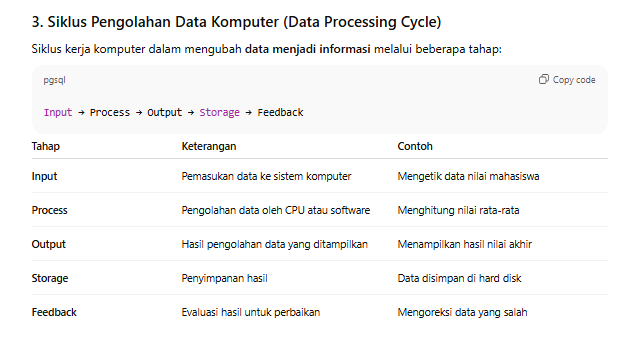 3. Siklus Pengolahan Data Komputer (Data Processing Cycle)
Siklus kerja komputer dalam mengubah data menjadi informasi melalui beberapa tahap:
pgsql Copy code
Input → Process → Output → Storage → Feedback
Tahap Keterangan Contoh
Input Pemasukan data ke sistem komputer Mengetik data nilai mahasiswa
Process Pengolahan data oleh CPU atau software Menghitung nilai rata-rata
Output Hasil pengolahan data yang ditampilkan Menampilkan hasil nilai akhir
Storage Penyimpanan hasil Data disimpan di hard disk
Feedback Evaluasi hasil untuk perbaikan Mengoreksi data yang salah